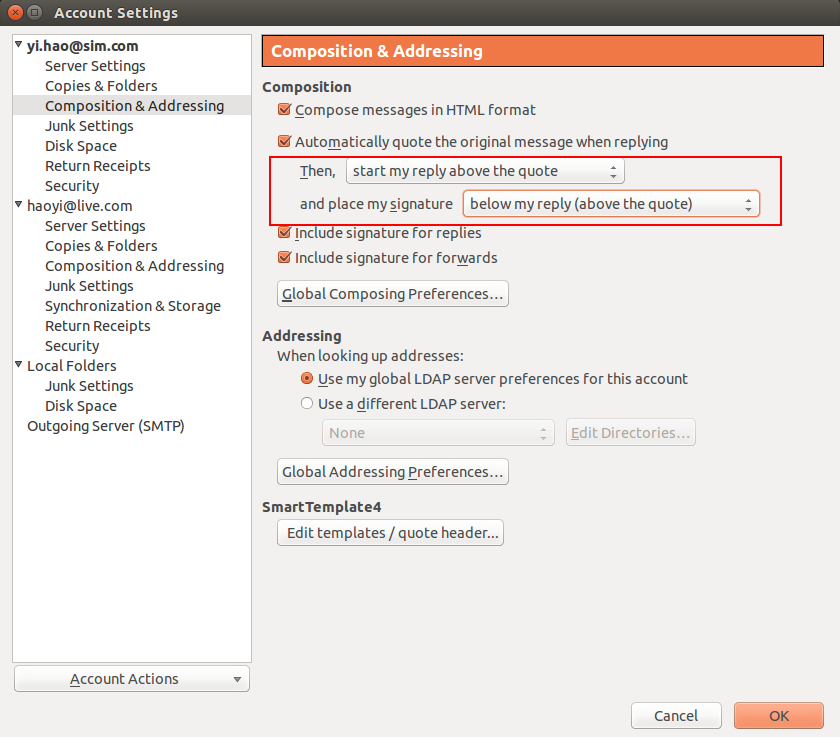 Account Settings
yi.hao@sim.com
Server Settings
Copies & Folders
Composition & Addressing
Junk Settings
Disk Space
Return Receipts
Security
haoyi@live.com
Server Settings
Copies & Folders
Composition & Addressing
Junk Settings
Synchronization & Storage
Return Receipts
Security
Local Folders
Junk Settings
Disk Space
Outgoing Server (SMTP)
Account Actions
Composition & Addressing
Composition
Compose messages in HTML format
Automatically quote the original message when replying
Then, start my reply above the quote
and place my signature below my reply (above the quote)
Include signature for replies
Include signature for forwards
Global Composing Preferences...
Addressing
When looking up addresses:
Use my global LDAP server preferences for this account
Use a different LDAP server:
None Edit Directories...
Global Addressing Preferences...
SmartTemplate4
Edit templates / quote header...
Cancel OK